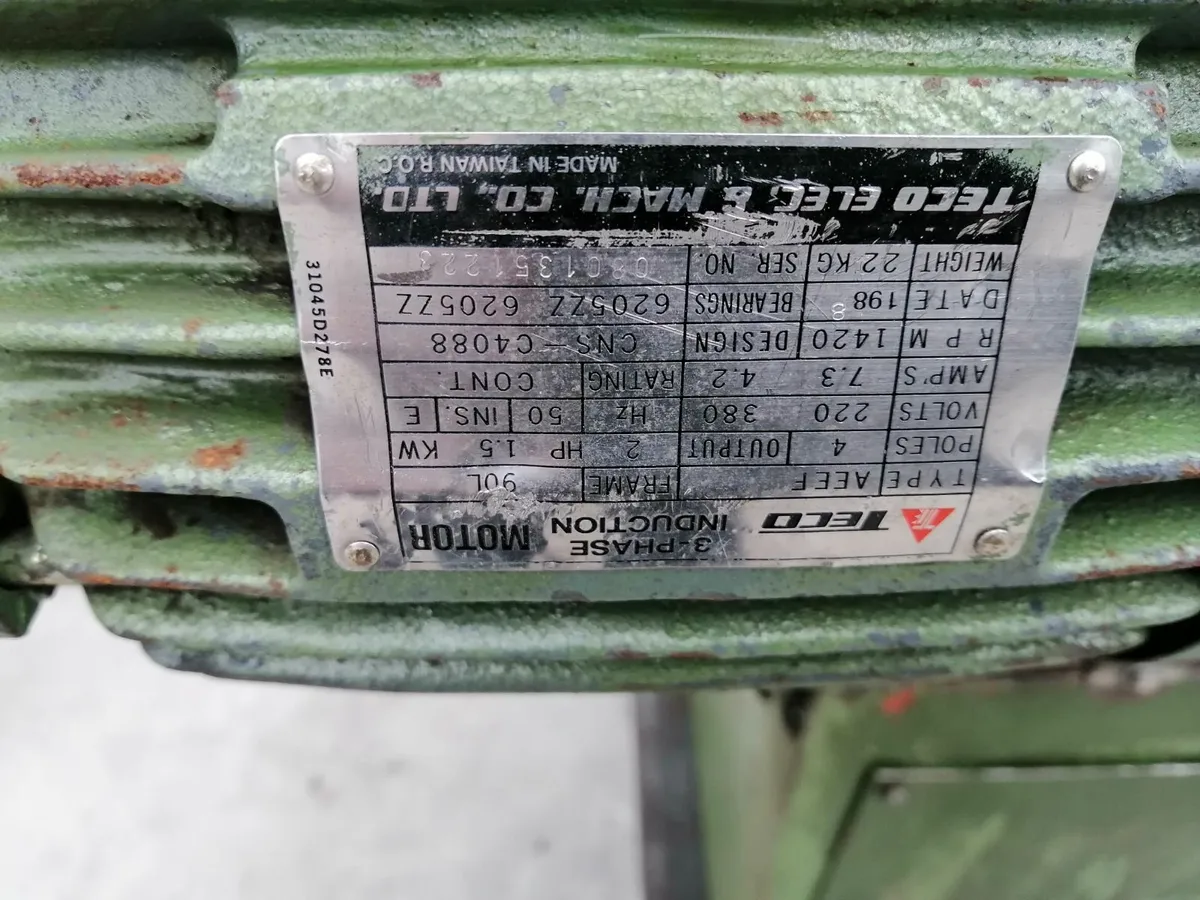 TECO 3-PHASE INDUCTION MOTOR
TYPE AEEF FRAME 90L
POLES 4 OUTPUT 2 HP 1.5 KW
VOLTS 220 380 Hz 50 INS. E
AMP'S 7.3 4.2 RATING CONT.
R P M 1420 DESIGN CNS-C4088
DATE 198 8 BEARINGS 6205ZZ 6205ZZ
WEIGHT 22 KG SER. NO.
TECO ELEC. & MACH. CO., LTD
MADE IN TAIWAN R.O.C
31045D278E